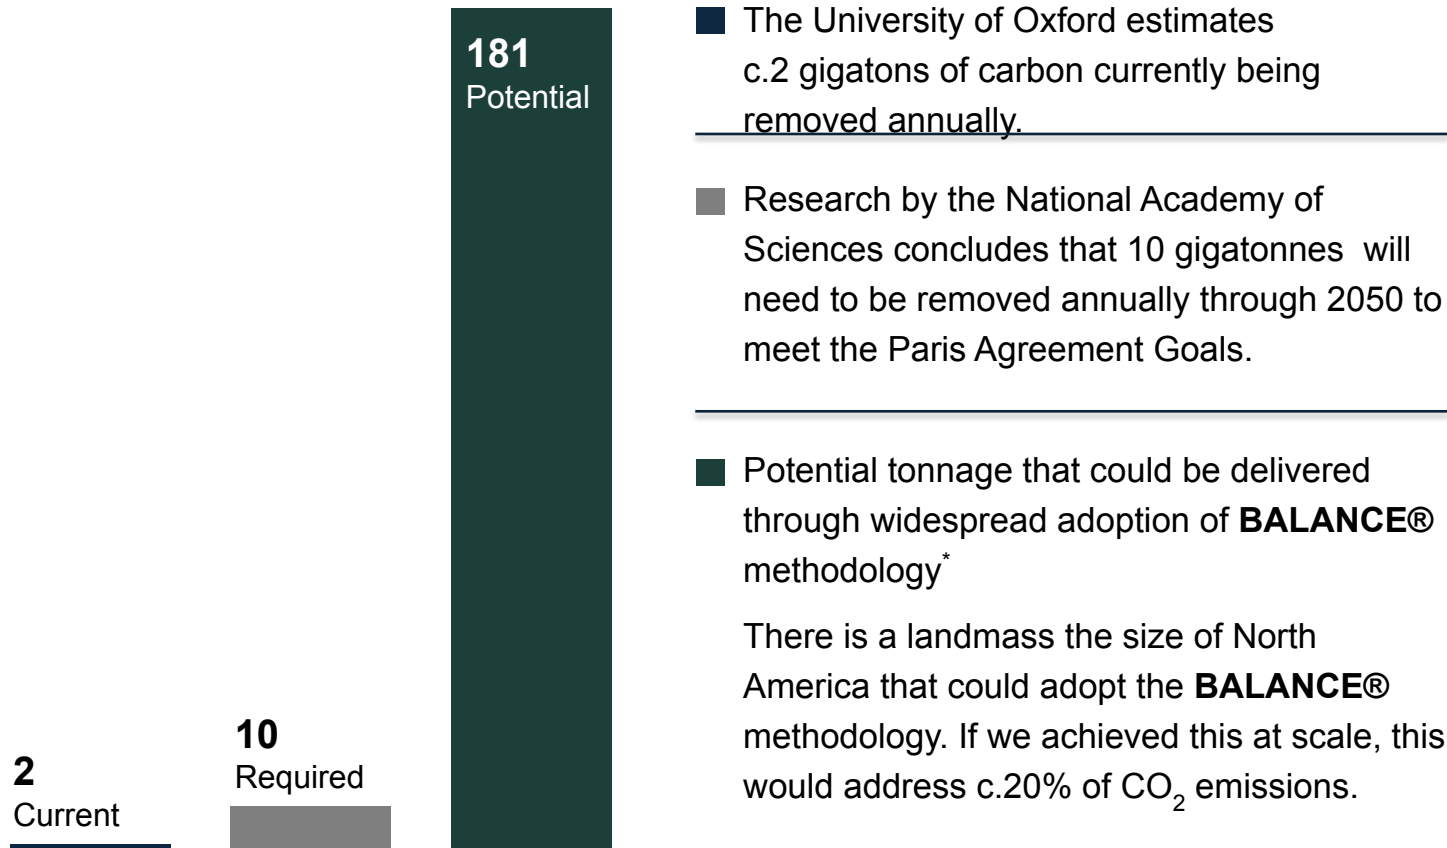 181
Potential
10
Required
2
Current
The University of Oxford estimates
c.2 gigatons of carbon currently being
removed annually.
Research by the National Academy of
Sciences concludes that 10 gigatonnes  will
need to be removed annually through 2050 to
meet the Paris Agreement Goals.
Potential tonnage that could be delivered
through widespread adoption of BALANCE®
methodology*
There is a landmass the size of North
America that could adopt the BALANCE®
methodology. If we achieved this at scale, this
would address c.20% of CO₂ emissions.